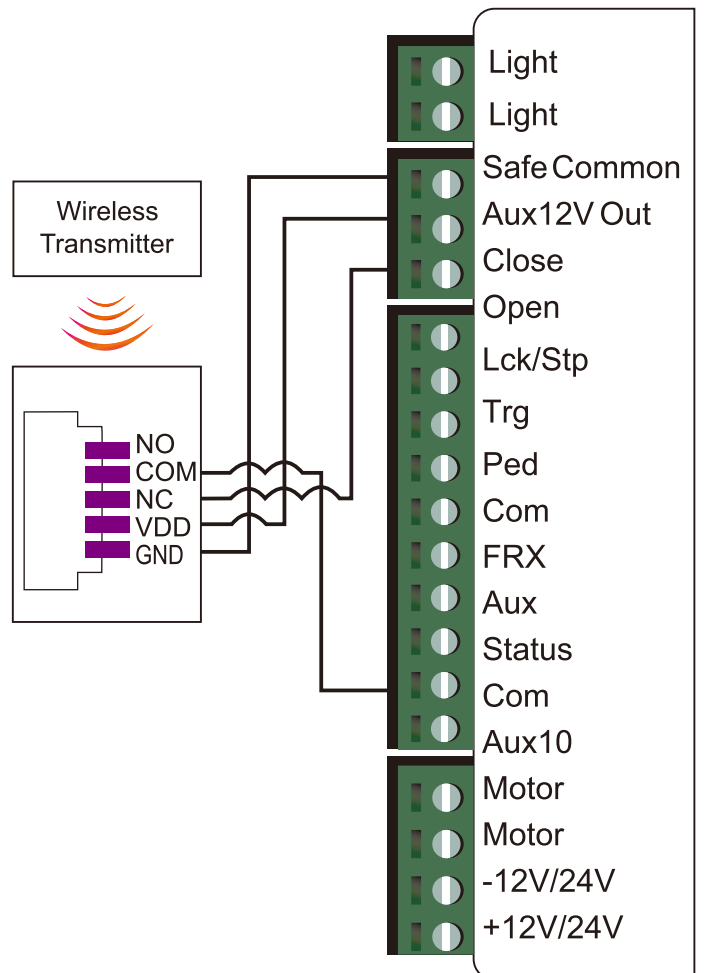 Wireless
Transmitter
NO
COM
NC
VDD
GND
Light
Light
Safe Common
Aux12V Out
Close
Open
Lck/Stp
Trg
Ped
Com
FRX
Aux
Status
Com
Aux10
Motor
Motor
-12V/24V
+12V/24V